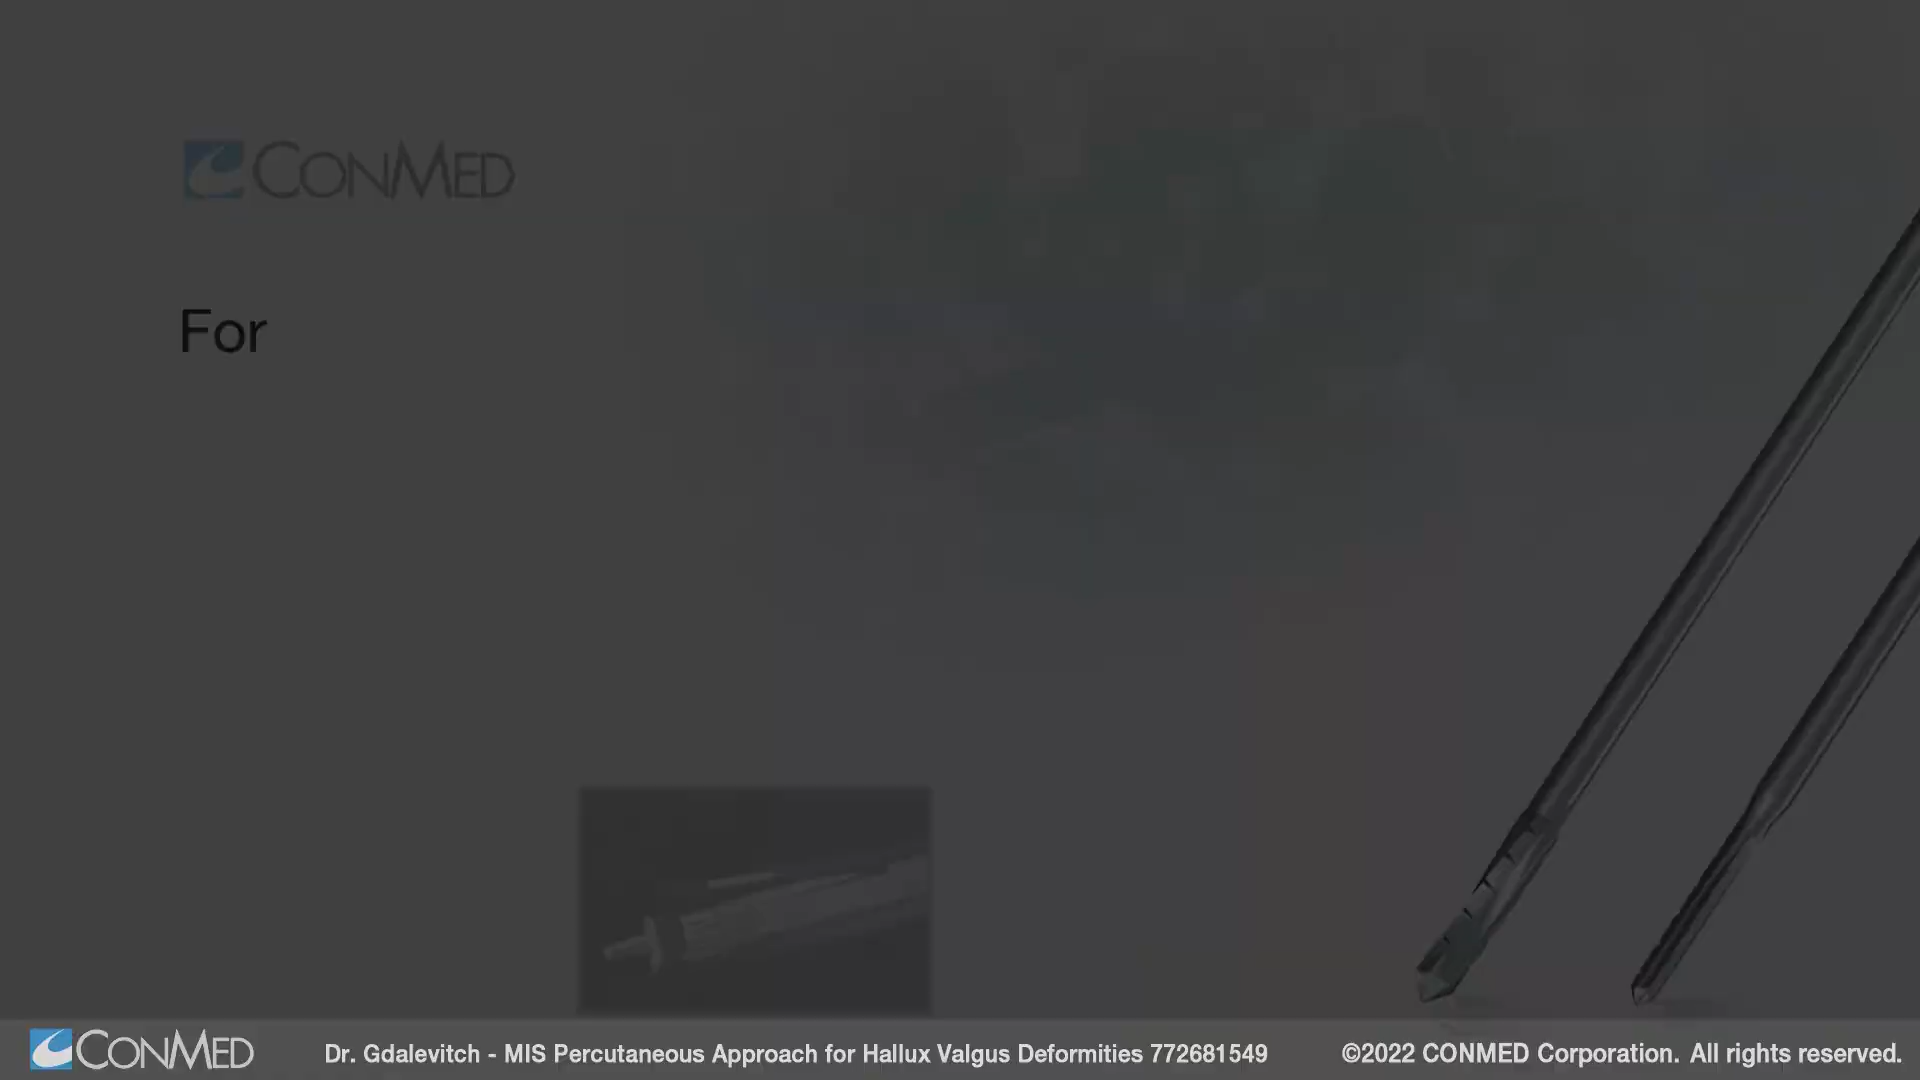 CONMED
For
CONMED
Dr. Gdalevitch - MIS Percutaneous Approach for Hallux Valgus Deformities 772681549
©2022 CONMED Corporation. All rights reserved.